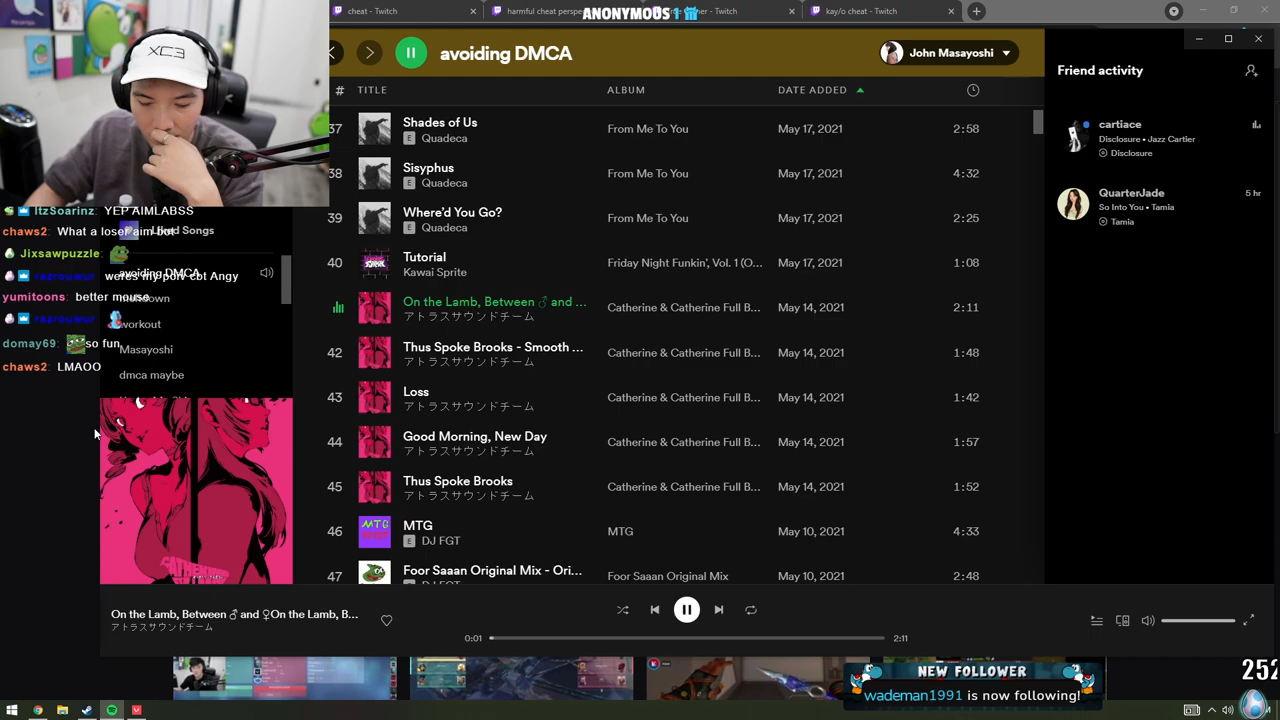 cheat - Twitch
harmful cheat persp
- Twitch
kay/o cheat - Twitch
ANONYMOUS
XC3
avoiding DMCA
John Masayoshi
Friend activity
# TITLE ALBUM DATE ADDED
37 Shades of Us From Me To You May 17, 2021 2:58
E Quadeca
38 Sisyphus From Me To You May 17, 2021 4:32
E Quadeca
39 Where'd You Go? From Me To You May 17, 2021 2:25
E Quadeca
40 Tutorial Friday Night Funkin', Vol. 1 (O... May 17, 2021 1:08
Kawai Sprite
On the Lamb, Between ♂ and ... Catherine & Catherine Full B... May 14, 2021 2:11
アトラスサウンドチーム
42 Thus Spoke Brooks - Smooth ... Catherine & Catherine Full B... May 14, 2021 1:48
アトラスサウンドチーム
43 Loss Catherine & Catherine Full B... May 14, 2021 1:42
アトラスサウンドチーム
44 Good Morning, New Day Catherine & Catherine Full B... May 14, 2021 1:57
アトラスサウンドチーム
45 Thus Spoke Brooks Catherine & Catherine Full B... May 14, 2021 1:52
アトラスサウンドチーム
46 MTG MTG May 10, 2021 4:33
E DJ FGT
47 Foor Saaan Original Mix - Ori... Foor Saaan Original Mix May 10, 2021 2:48
E DJ FGT
cartiace
Disclosure • Jazz Cartier
Disclosure
QuarterJade 5 hr
So Into You • Tamia
Tamia
ItzSoarinz: YEP AIMLABSS
chaws2: What a loser aim bot
Jixsawpuzzle:
weres my porv cot Angy
yumitoons: better mouse
domay69: so fun
chaws2: LMAOO
Liked Songs
avoiding DMCA
workout
Masayoshi
dmca maybe
On the Lamb, Between ♂ and ♀On the Lamb, B...
アトラスサウンドチーム
0:01 2:11
NEW FOLLOWER
wademan1991 is now following!
252